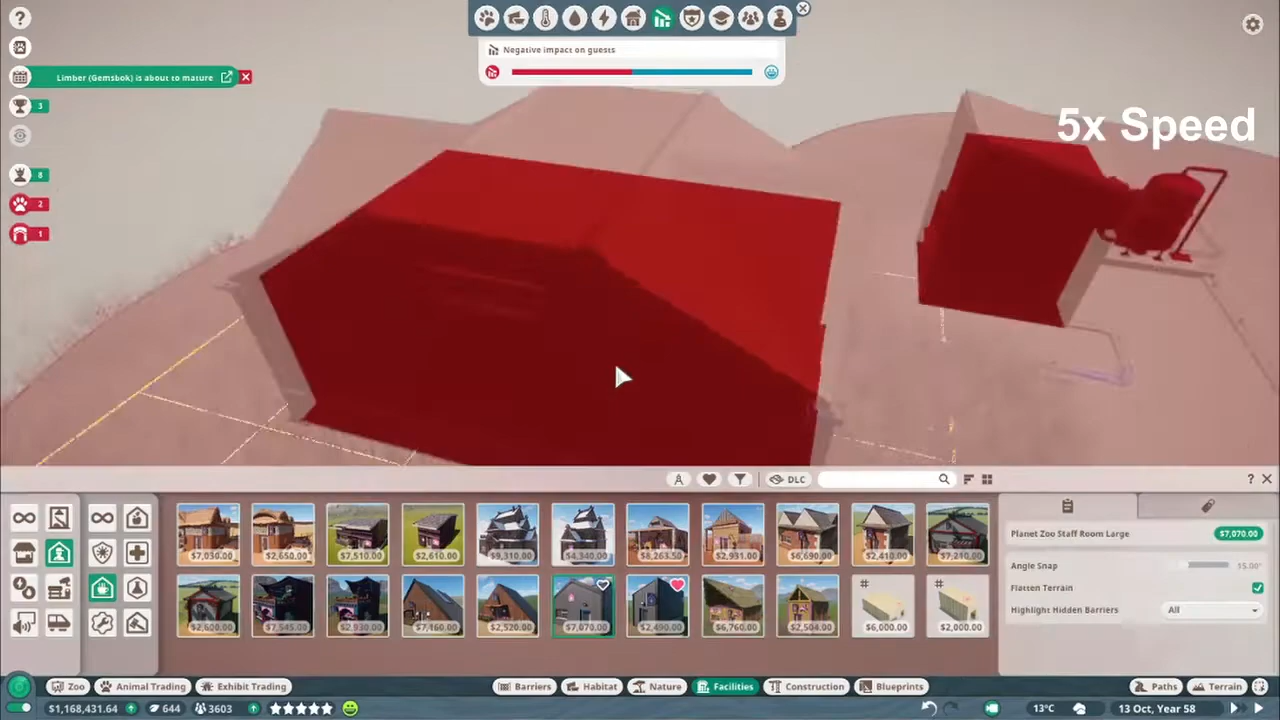 Negative impact on guests
Limber (Gemsbok) is about to mature
3
5x Speed
8
2
1
DLC
$7,030.00
$2,650.00
$7,510.00
$2,610.00
$9,310.00
$4,340.00
$8,263.50
$2,931.00
$6,690.00
$2,410.00
$7,210.00
$2,600.00
$7,545.00
$2,930.00
$7,160.00
$2,520.00
$7,070.00
$2,490.00
$6,760.00
$2,504.00
$6,000.00
$2,000.00
Planet Zoo Staff Room Large
$7,070.00
Angle Snap
15.00°
Flatten Terrain
Highlight Hidden Barriers
All
Zoo
Animal Trading
Exhibit Trading
Barriers
Habitat
Nature
Facilities
Construction
Blueprints
Paths
Terrain
$1,168,431.64
644
3603
13°C
13 Oct, Year 58